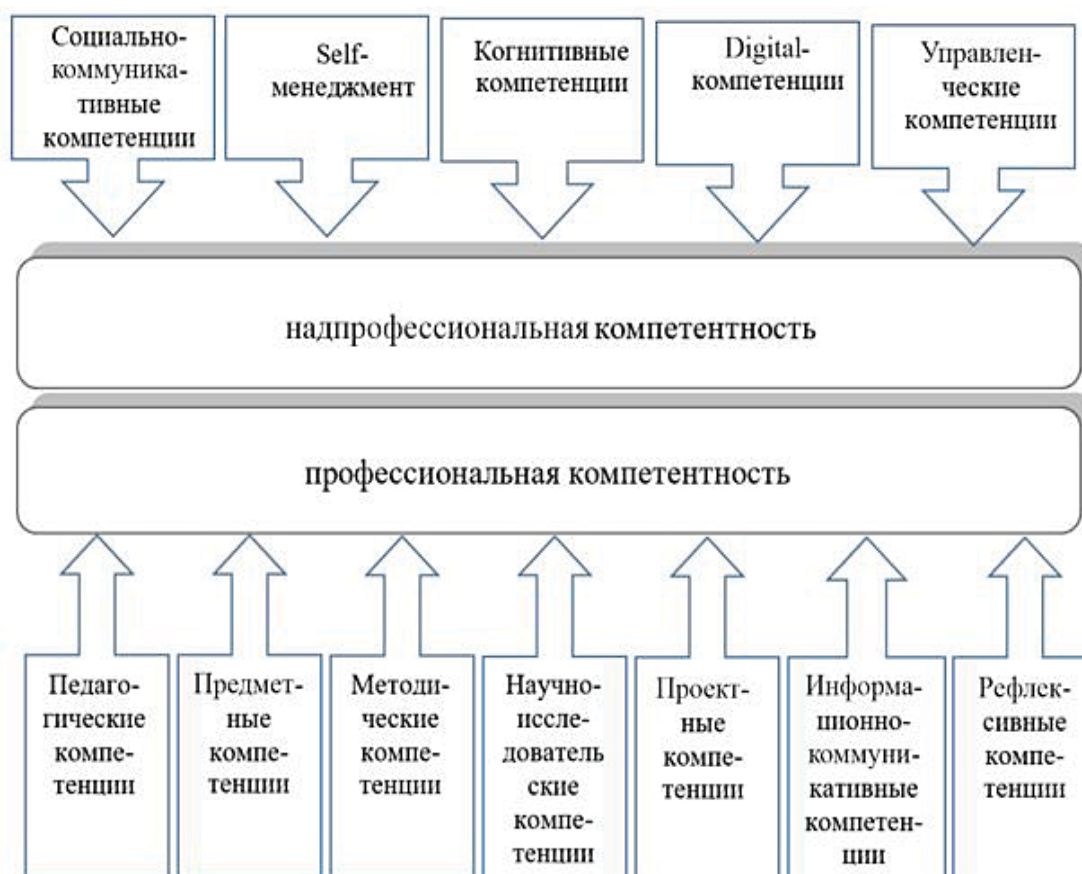 Социально-
коммуника-
тивные
компетенции
Self-
менеджмент
Когнитивные
компетенции
Digital-
компетенции
Управлен-
ческие
компетенции
надпрофессиональная компетентность
профессиональная компетентность
Педаго-
гические
компе-
тенции
Предмет-
ные
компе-
тенции
Методи-
ческие
компе-
тенции
Научно-
иссле-
дователь
ские
компе-
тенции
Проект-
ные
компе-
тенции
Информа-
ционно-
коммуни-
кативные
компетен-
ции
Рефлек-
сивные
компе-
тенции